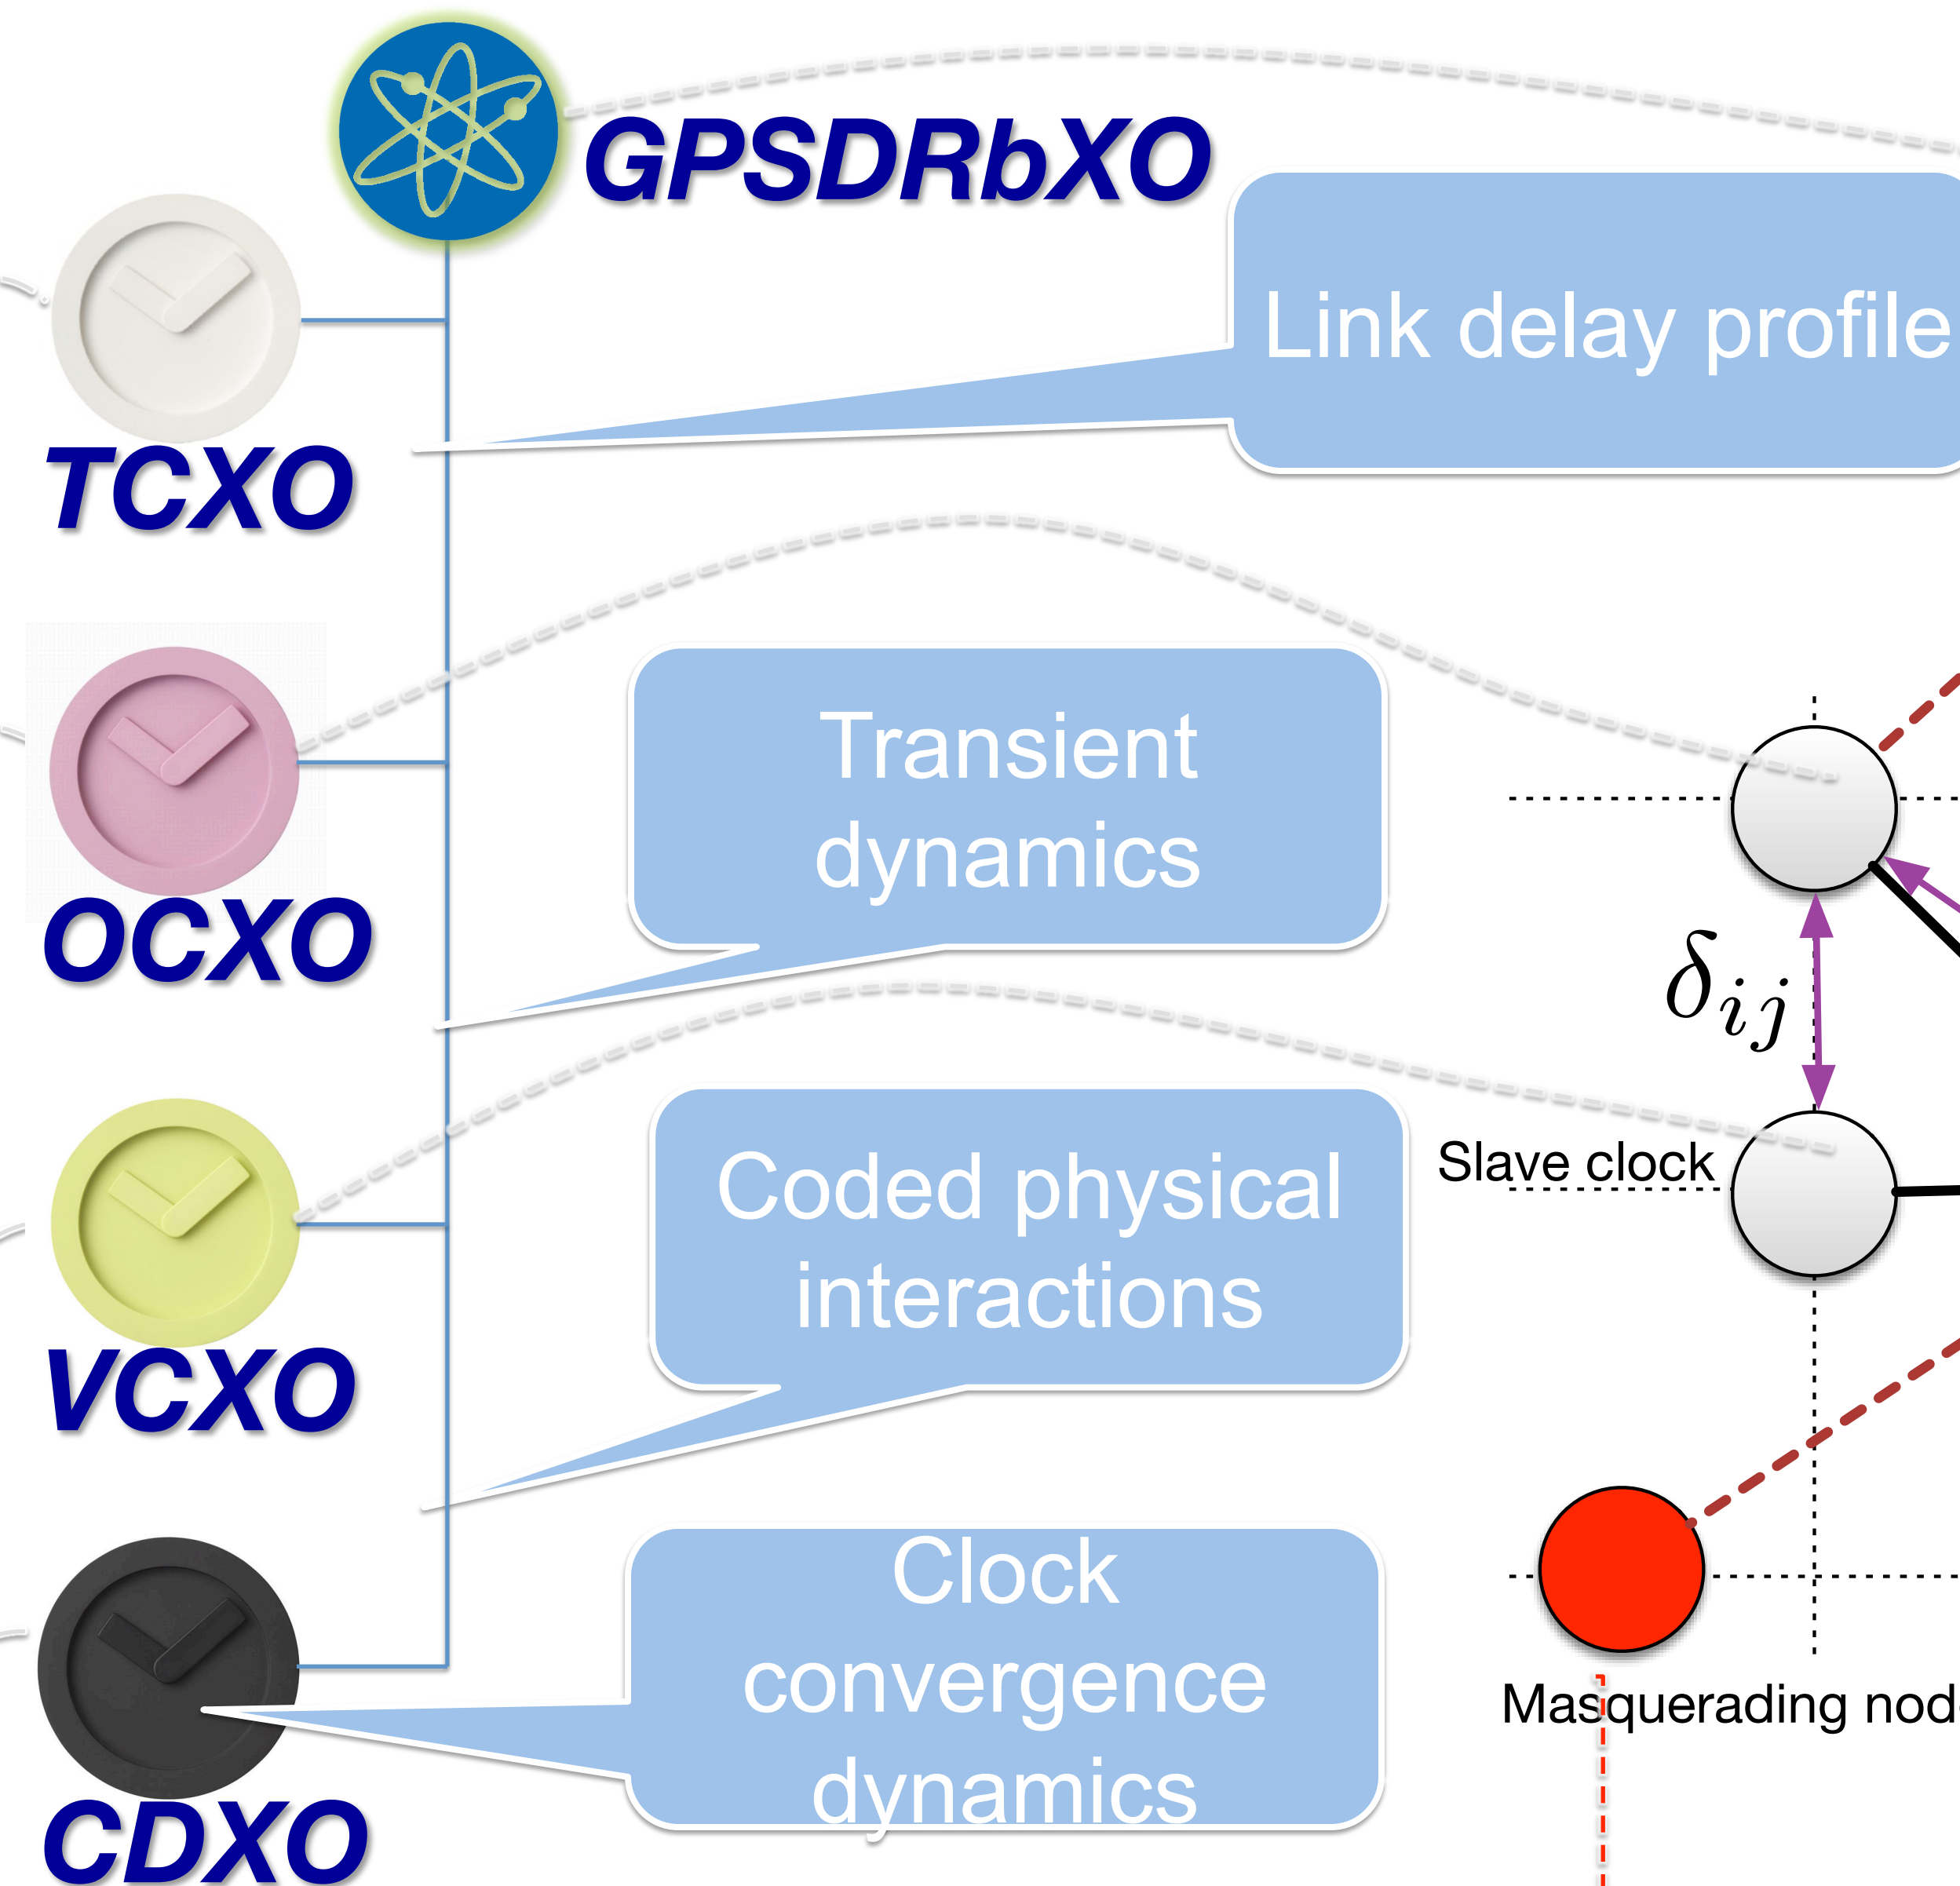 GPSDRbXO
Link delay profile
TCXO
Transient
dynamics
OCXO
δij
Coded physical
interactions
Slave clock
VCXO
Clock
convergence
dynamics
Masquerading
CDXO